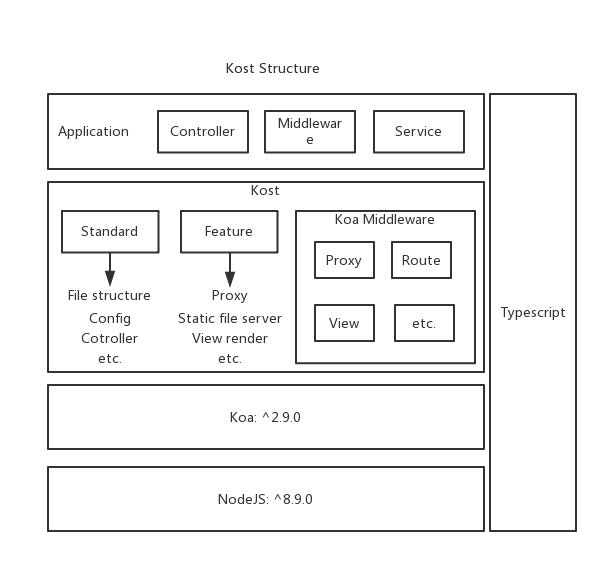 Kost Structure
Application
Controller
Middlewar
e
Service
Kost
Standard
File structure
Config
Cotroller
etc.
Feature
Proxy
Static file server
View render
etc.
Koa Middleware
Proxy
Route
View
etc.
Koa: ^2.9.0
NodeJS: ^8.9.0
Typescript